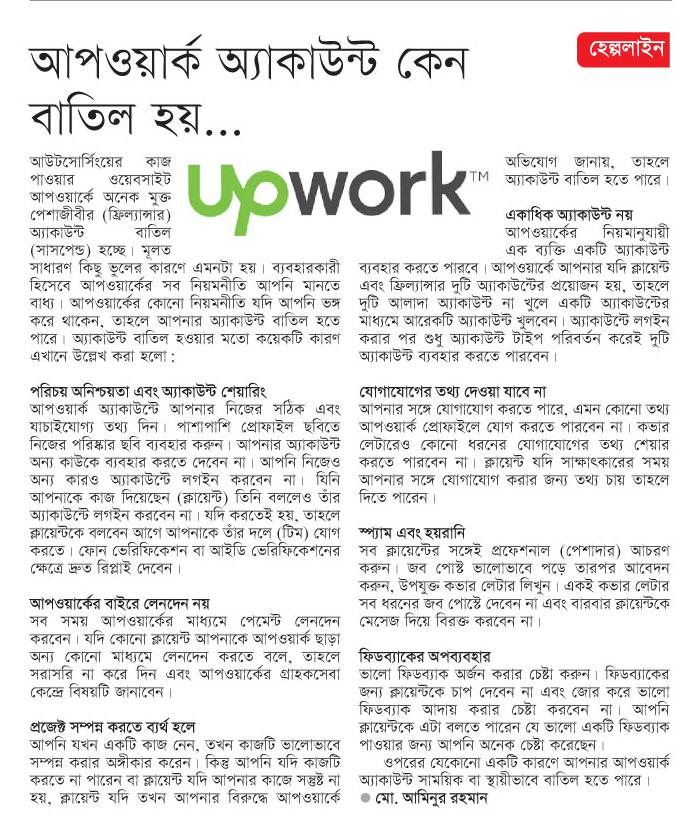 হেল্পলাইন
আপওয়ার্ক অ্যাকাউন্ট কেন
বাতিল হয়...
upwork™
আউটসোর্সিংয়ের কাজ
পাওয়ার ওয়েবসাইট
আপওয়ার্কে অনেক মুক্ত
পেশাজীবীর (ফ্রিল্যান্সার)
অ্যাকাউন্ট বাতিল
(সাসপেন্ড) হচ্ছে। মূলত
সাধারণ কিছু ভুলের কারণে এমনটা হয়। ব্যবহারকারী
হিসেবে আপওয়ার্কের সব নিয়মনীতি আপনি মানতে
বাধ্য। আপওয়ার্কের কোনো নিয়মনীতি যদি আপনি ভঙ্গ
করে থাকেন, তাহলে আপনার অ্যাকাউন্ট বাতিল হতে
পারে। অ্যাকাউন্ট বাতিল হওয়ার মতো কয়েকটি কারণ
এখানে উল্লেখ করা হলো :
পরিচয় অনিশ্চয়তা এবং অ্যাকাউন্ট শেয়ারিং
আপওয়ার্ক অ্যাকাউন্টে আপনার নিজের সঠিক এবং
যাচাইযোগ্য তথ্য দিন। পাশাপাশি প্রোফাইল ছবিতে
নিজের পরিষ্কার ছবি ব্যবহার করুন। আপনার অ্যাকাউন্ট
অন্য কাউকে ব্যবহার করতে দেবেন না। আপনি নিজেও
অন্য কারও অ্যাকাউন্টে লগইন করবেন না। যিনি
আপনাকে কাজ দিয়েছেন (ক্লায়েন্ট) তিনি বললেও তাঁর
অ্যাকাউন্টে লগইন করবেন না। যদি করতেই হয়, তাহলে
ক্লায়েন্টকে বলবেন আগে আপনাকে তাঁর দলে (টিম) যোগ
করতে। ফোন ভেরিফিকেশন বা আইডি ভেরিফিকেশনের
ক্ষেত্রে দ্রুত রিপ্লাই দেবেন।
আপওয়ার্কের বাইরে লেনদেন নয়
সব সময় আপওয়ার্কের মাধ্যমে পেমেন্ট লেনদেন
করবেন। যদি কোনো ক্লায়েন্ট আপনাকে আপওয়ার্ক ছাড়া
অন্য কোনো মাধ্যমে লেনদেন করতে বলে, তাহলে
সরাসরি না করে দিন এবং আপওয়ার্কের গ্রাহকসেবা
কেন্দ্রে বিষয়টি জানাবেন।
প্রজেক্ট সম্পন্ন করতে ব্যর্থ হলে
আপনি যখন একটি কাজ নেন, তখন কাজটি ভালোভাবে
সম্পন্ন করার অঙ্গীকার করেন। কিন্তু আপনি যদি কাজটি
করতে না পারেন বা ক্লায়েন্ট যদি আপনার কাজে সন্তুষ্ট না
হয়, ক্লায়েন্ট যদি তখন আপনার বিরুদ্ধে আপওয়ার্কে
অভিযোগ জানায়, তাহলে
অ্যাকাউন্ট বাতিল হতে পারে।
একাধিক অ্যাকাউন্ট নয়
আপওয়ার্কের নিয়মানুযায়ী
এক ব্যক্তি একটি অ্যাকাউন্ট
ব্যবহার করতে পারবে। আপওয়ার্কে আপনার যদি ক্লায়েন্ট
এবং ফ্রিল্যান্সার দুটি অ্যাকাউন্টের প্রয়োজন হয়, তাহলে
দুটি আলাদা অ্যাকাউন্ট না খুলে একটি অ্যাকাউন্টের
মাধ্যমে আরেকটি অ্যাকাউন্ট খুলবেন। অ্যাকাউন্টে লগইন
করার পর শুধু অ্যাকাউন্ট টাইপ পরিবর্তন করেই দুটি
অ্যাকাউন্ট ব্যবহার করতে পারবেন।
যোগাযোগের তথ্য দেওয়া যাবে না
আপনার সঙ্গে যোগাযোগ করতে পারে, এমন কোনো তথ্য
আপওয়ার্ক প্রোফাইলে যোগ করতে পারবেন না। কভার
লেটারেও কোনো ধরনের যোগাযোগের তথ্য শেয়ার
করতে পারবেন না। ক্লায়েন্ট যদি সাক্ষাৎকারের সময়
আপনার সঙ্গে যোগাযোগ করার জন্য তথ্য চায় তাহলে
দিতে পারেন।
স্প্যাম এবং হয়রানি
সব ক্লায়েন্টের সঙ্গেই প্রফেশনাল (পেশাদার) আচরণ
করুন। জব পোস্ট ভালোভাবে পড়ে তারপর আবেদন
করুন, উপযুক্ত কভার লেটার লিখুন। একই কভার লেটার
সব ধরনের জব পোস্টে দেবেন না এবং বারবার ক্লায়েন্টকে
মেসেজ দিয়ে বিরক্ত করবেন না।
ফিডব্যাকের অপব্যবহার
ভালো ফিডব্যাক অর্জন করার চেষ্টা করুন। ফিডব্যাকের
জন্য ক্লায়েন্টকে চাপ দেবেন না এবং জোর করে ভালো
ফিডব্যাক আদায় করার চেষ্টা করবেন না। আপনি
ক্লায়েন্টকে এটা বলতে পারেন যে ভালো একটি ফিডব্যাক
পাওয়ার জন্য আপনি অনেক চেষ্টা করেছেন।
ওপরের যেকোনো একটি কারণে আপনার আপওয়ার্ক
অ্যাকাউন্ট সাময়িক বা স্থায়ীভাবে বাতিল হতে পারে।
● মো. আমিনুর রহমান